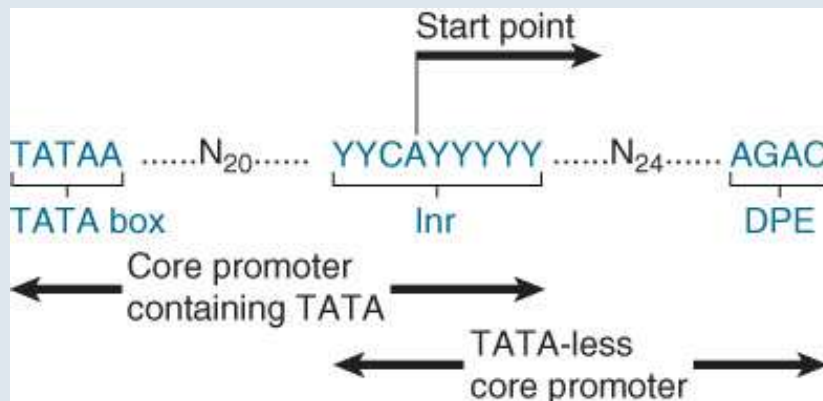 Start point
TATAA ......N20...... YYCAYYYYY ......N24...... AGAC
TATA box Inr DPE
Core promoter
containing TATA
TATA-less
core promoter